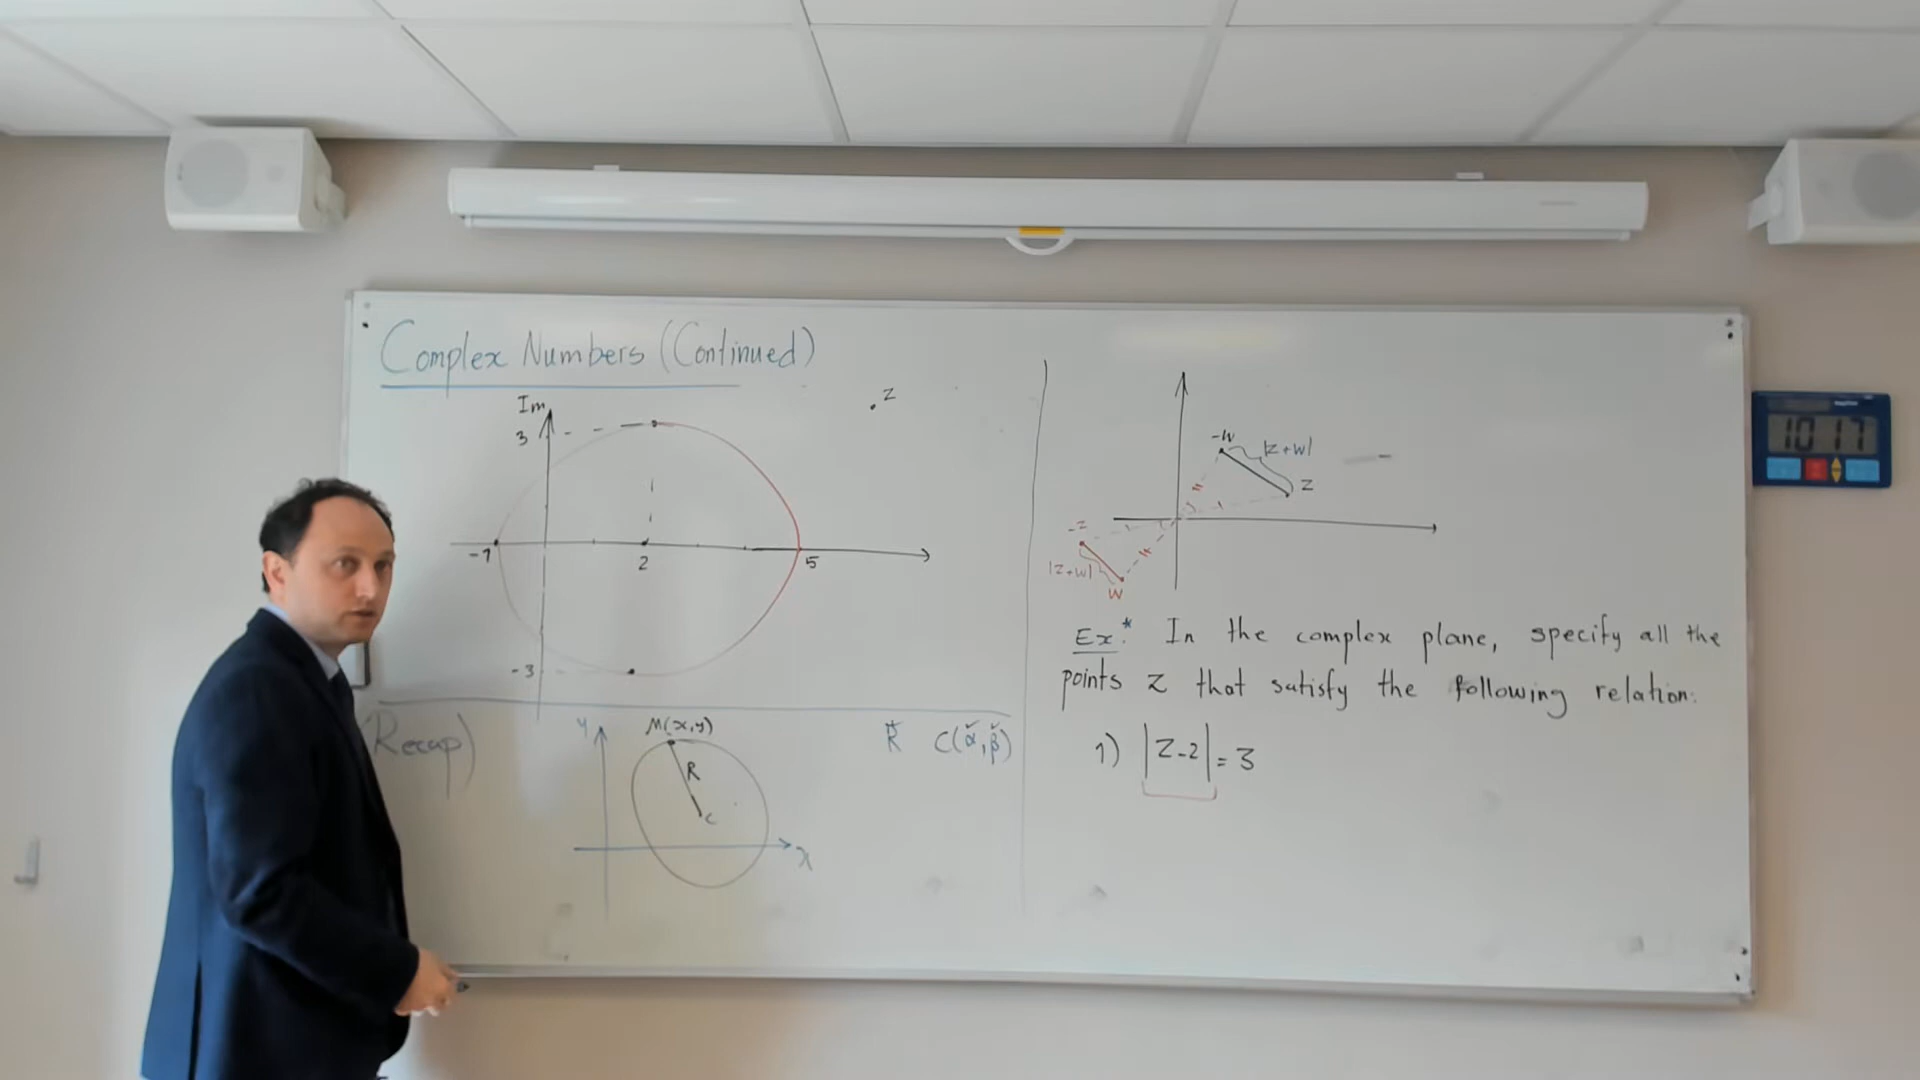 Complex Numbers (Continued)
Im
3
-1
2
5
-3
z
Recap)
y
M(x,y)
R
C
x
R* C(α̌,β̌)
-W
|z+w|
z
-z
|z+w|
W
Ex:* In the complex plane, specify all the
points z that satisfy the following relation:
1) |z-2| = 3
10 17